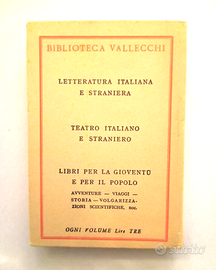 BIBLIOTECA VALLECCHI
LETTERATURA ITALIANA
E STRANIERA
TEATRO ITALIANO
E STRANIERO
LIBRI PER LA GIOVENTÙ
E PER IL POPOLO
AVVENTURE — VIAGGI —
STORIA — VOLGARIZZA-
ZIONI SCIENTIFICHE, ecc.
OGNI VOLUME Lire TRE
subito